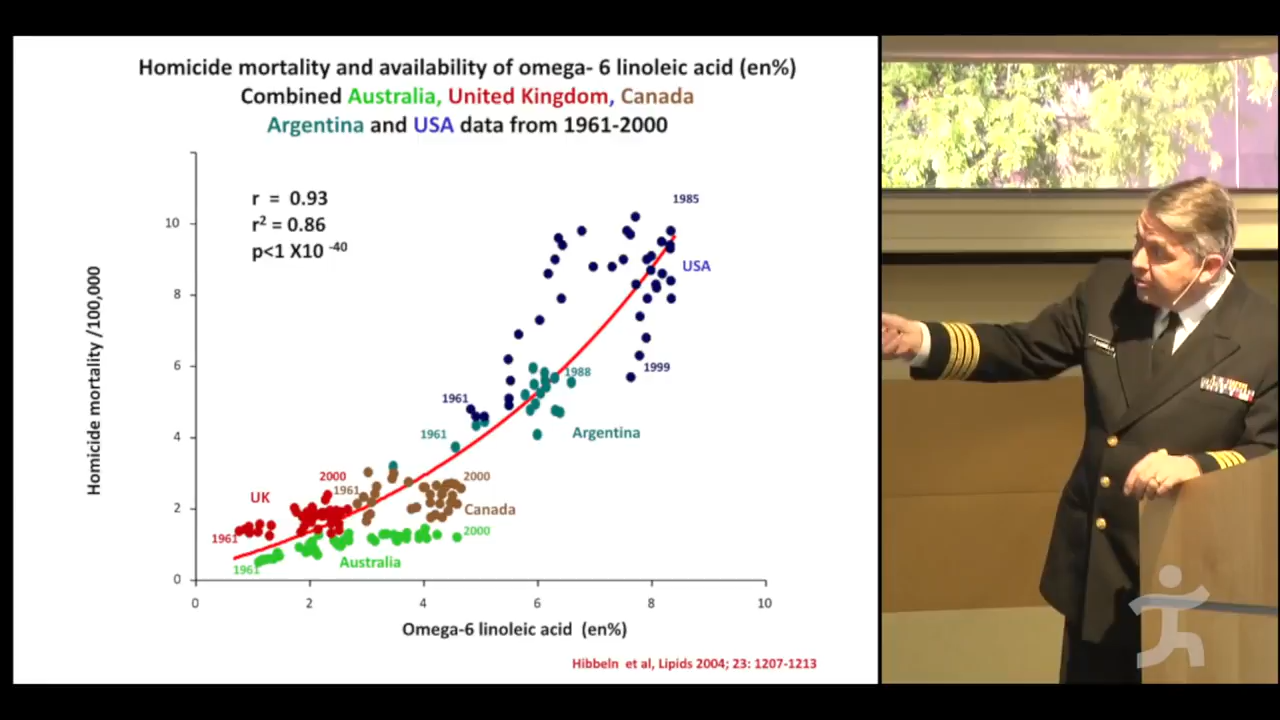 Homicide mortality and availability of omega- 6 linoleic acid (en%)
Combined Australia, United Kingdom, Canada
Argentina and USA data from 1961-2000
r = 0.93
r² = 0.86
p<1 X10 -40
Homicide mortality /100,000
10
8
6
4
2
0
0
2
4
6
8
10
1985
USA
1999
1988
1961
Argentina
1961
2000
UK
1961
2000
Canada
1961
2000
Australia
1961
Omega-6 linoleic acid (en%)
Hibbeln et al, Lipids 2004; 23: 1207-1213